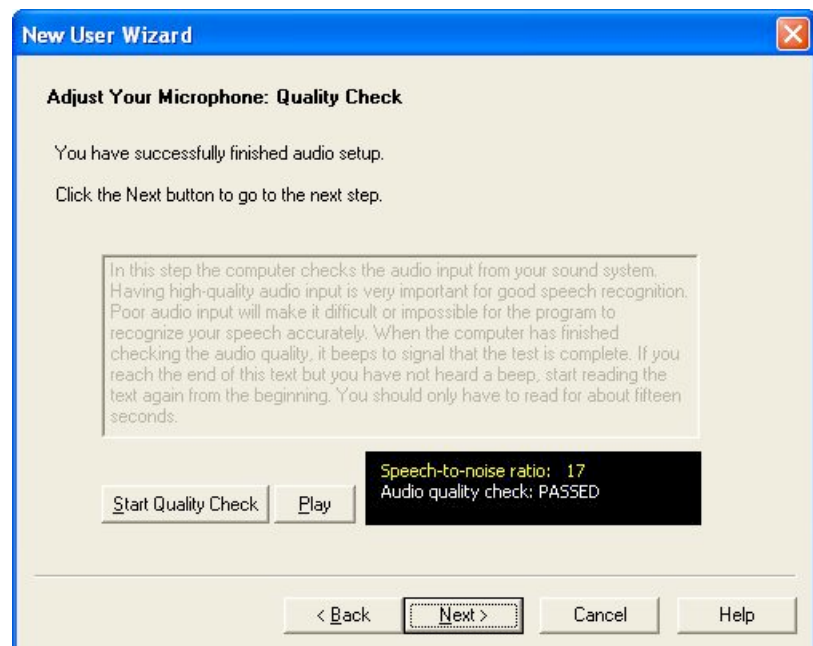 New User Wizard
Adjust Your Microphone: Quality Check
You have successfully finished audio setup.
Click the Next button to go to the next step.
In this step the computer checks the audio input from your sound system.
Having high-quality audio input is very important for good speech recognition.
Poor audio input will make it difficult or impossible for the program to
recognize your speech accurately. When the computer has finished
checking the audio quality, it beeps to signal that the test is complete. If you
reach the end of this text but you have not heard a beep, start reading the
text again from the beginning. You should only have to read for about fifteen
seconds.
Speech-to-noise ratio: 17
Audio quality check: PASSED
Start Quality Check Play
< Back Next > Cancel Help